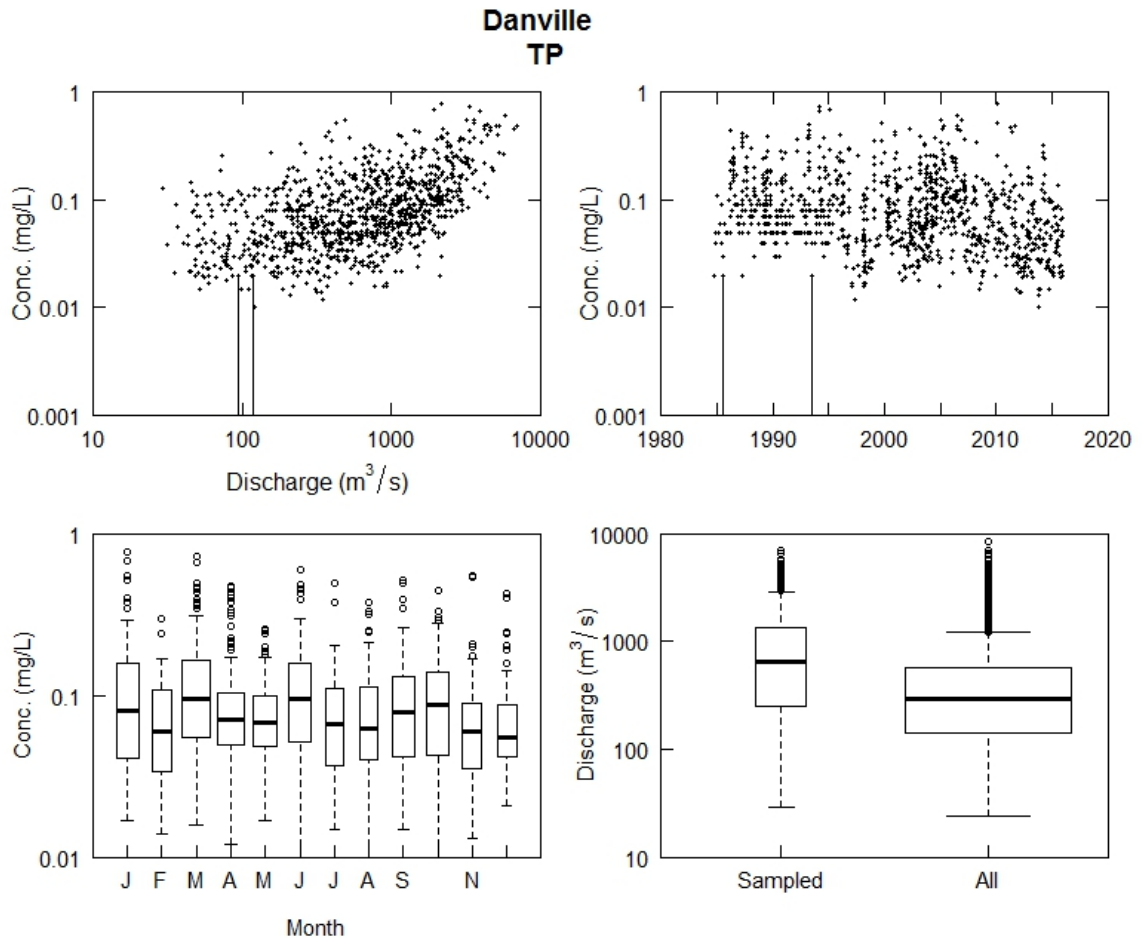 Danville
TP
1
0.1
0.01
0.001
Conc. (mg/L)
10 100 1000 10000
Discharge (m³/s)
1
0.1
0.01
0.001
Conc. (mg/L)
1980 1990 2000 2010 2020
1
0.1
0.01
Conc. (mg/L)
J F M A M J J A S N
Month
10000
1000
100
10
Discharge (m³/s)
Sampled All